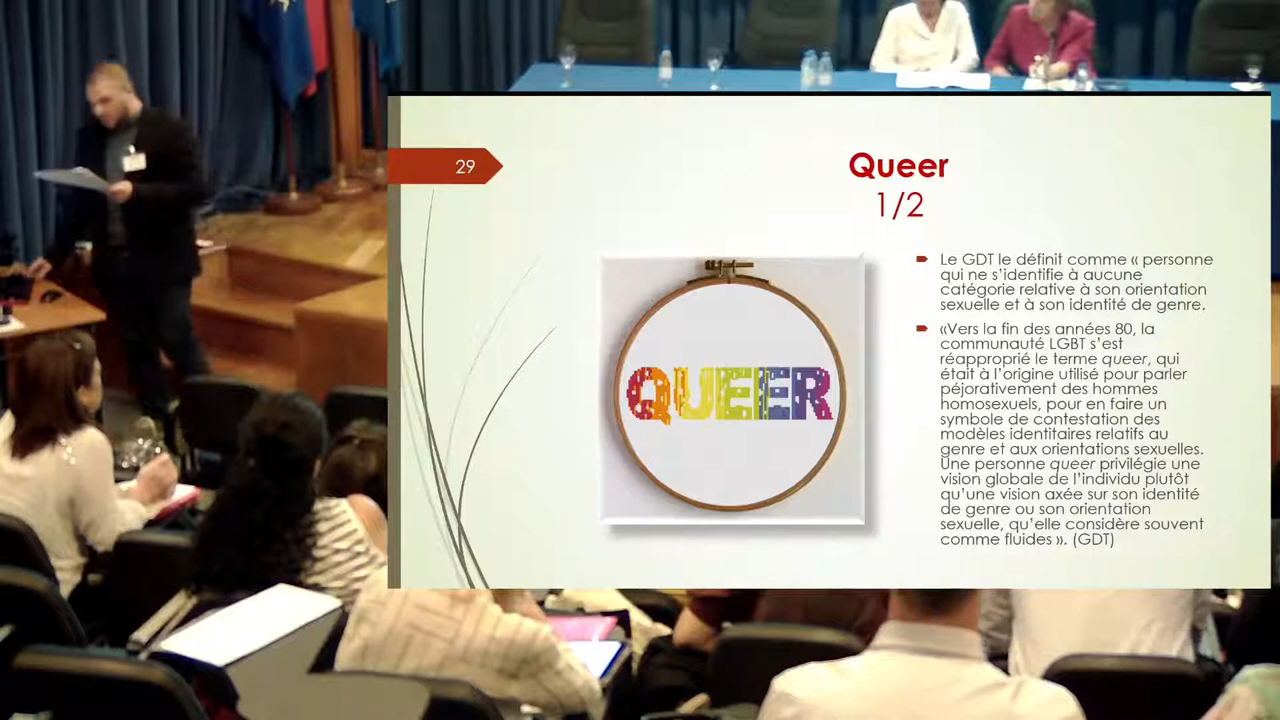 29
Queer
1/2
QUEER
Le GDT le définit comme « personne
qui ne s'identifie à aucune
catégorie relative à son orientation
sexuelle et à son identité de genre.
«Vers la fin des années 80, la
communauté LGBT s'est
réapproprié le terme queer, qui
était à l'origine utilisé pour parler
péjorativement des hommes
homosexuels, pour en faire un
symbole de contestation des
modèles identitaires relatifs au
genre et aux orientations sexuelles.
Une personne queer privilégie une
vision globale de l'individu plutôt
qu'une vision axée sur son identité
de genre ou son orientation
sexuelle, qu'elle considère souvent
comme fluides ». (GDT)